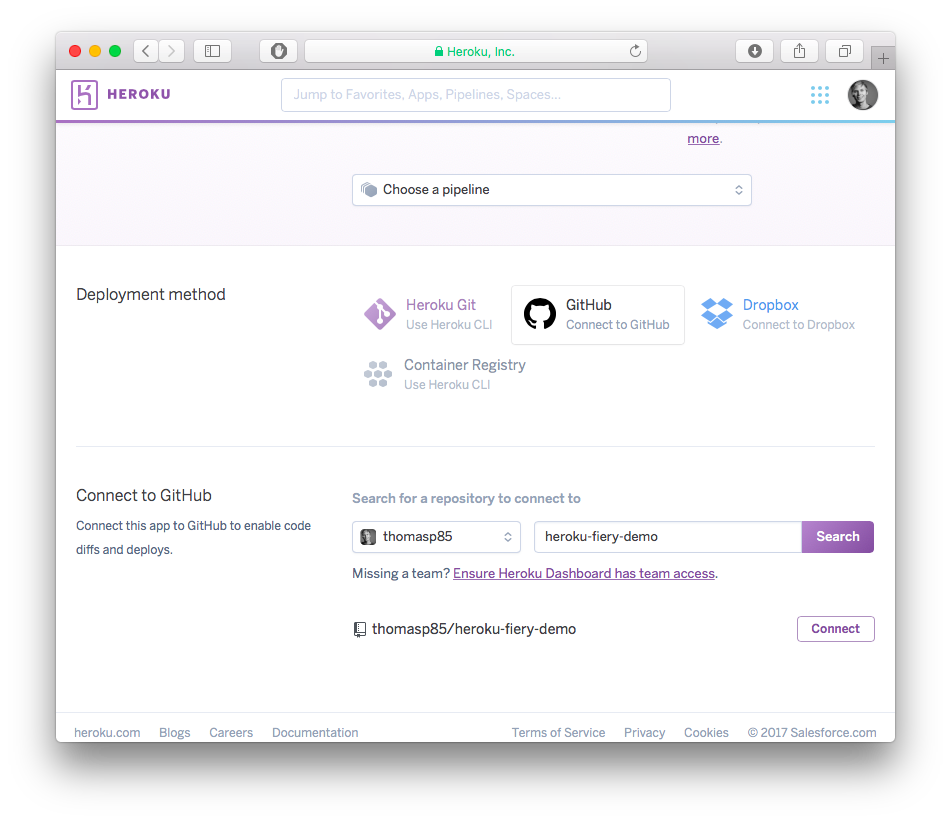 Heroku, Inc.
HEROKU
Jump to Favorites, Apps, Pipelines, Spaces...
more.
Choose a pipeline
Deployment method
Heroku Git
Use Heroku CLI
GitHub
Connect to GitHub
Dropbox
Connect to Dropbox
Container Registry
Use Heroku CLI
Connect to GitHub
Connect this app to GitHub to enable code
diffs and deploys.
Search for a repository to connect to
thomasp85
heroku-fiery-demo
Search
Missing a team? Ensure Heroku Dashboard has team access.
thomasp85/heroku-fiery-demo
Connect
heroku.com Blogs Careers Documentation Terms of Service Privacy Cookies © 2017 Salesforce.com